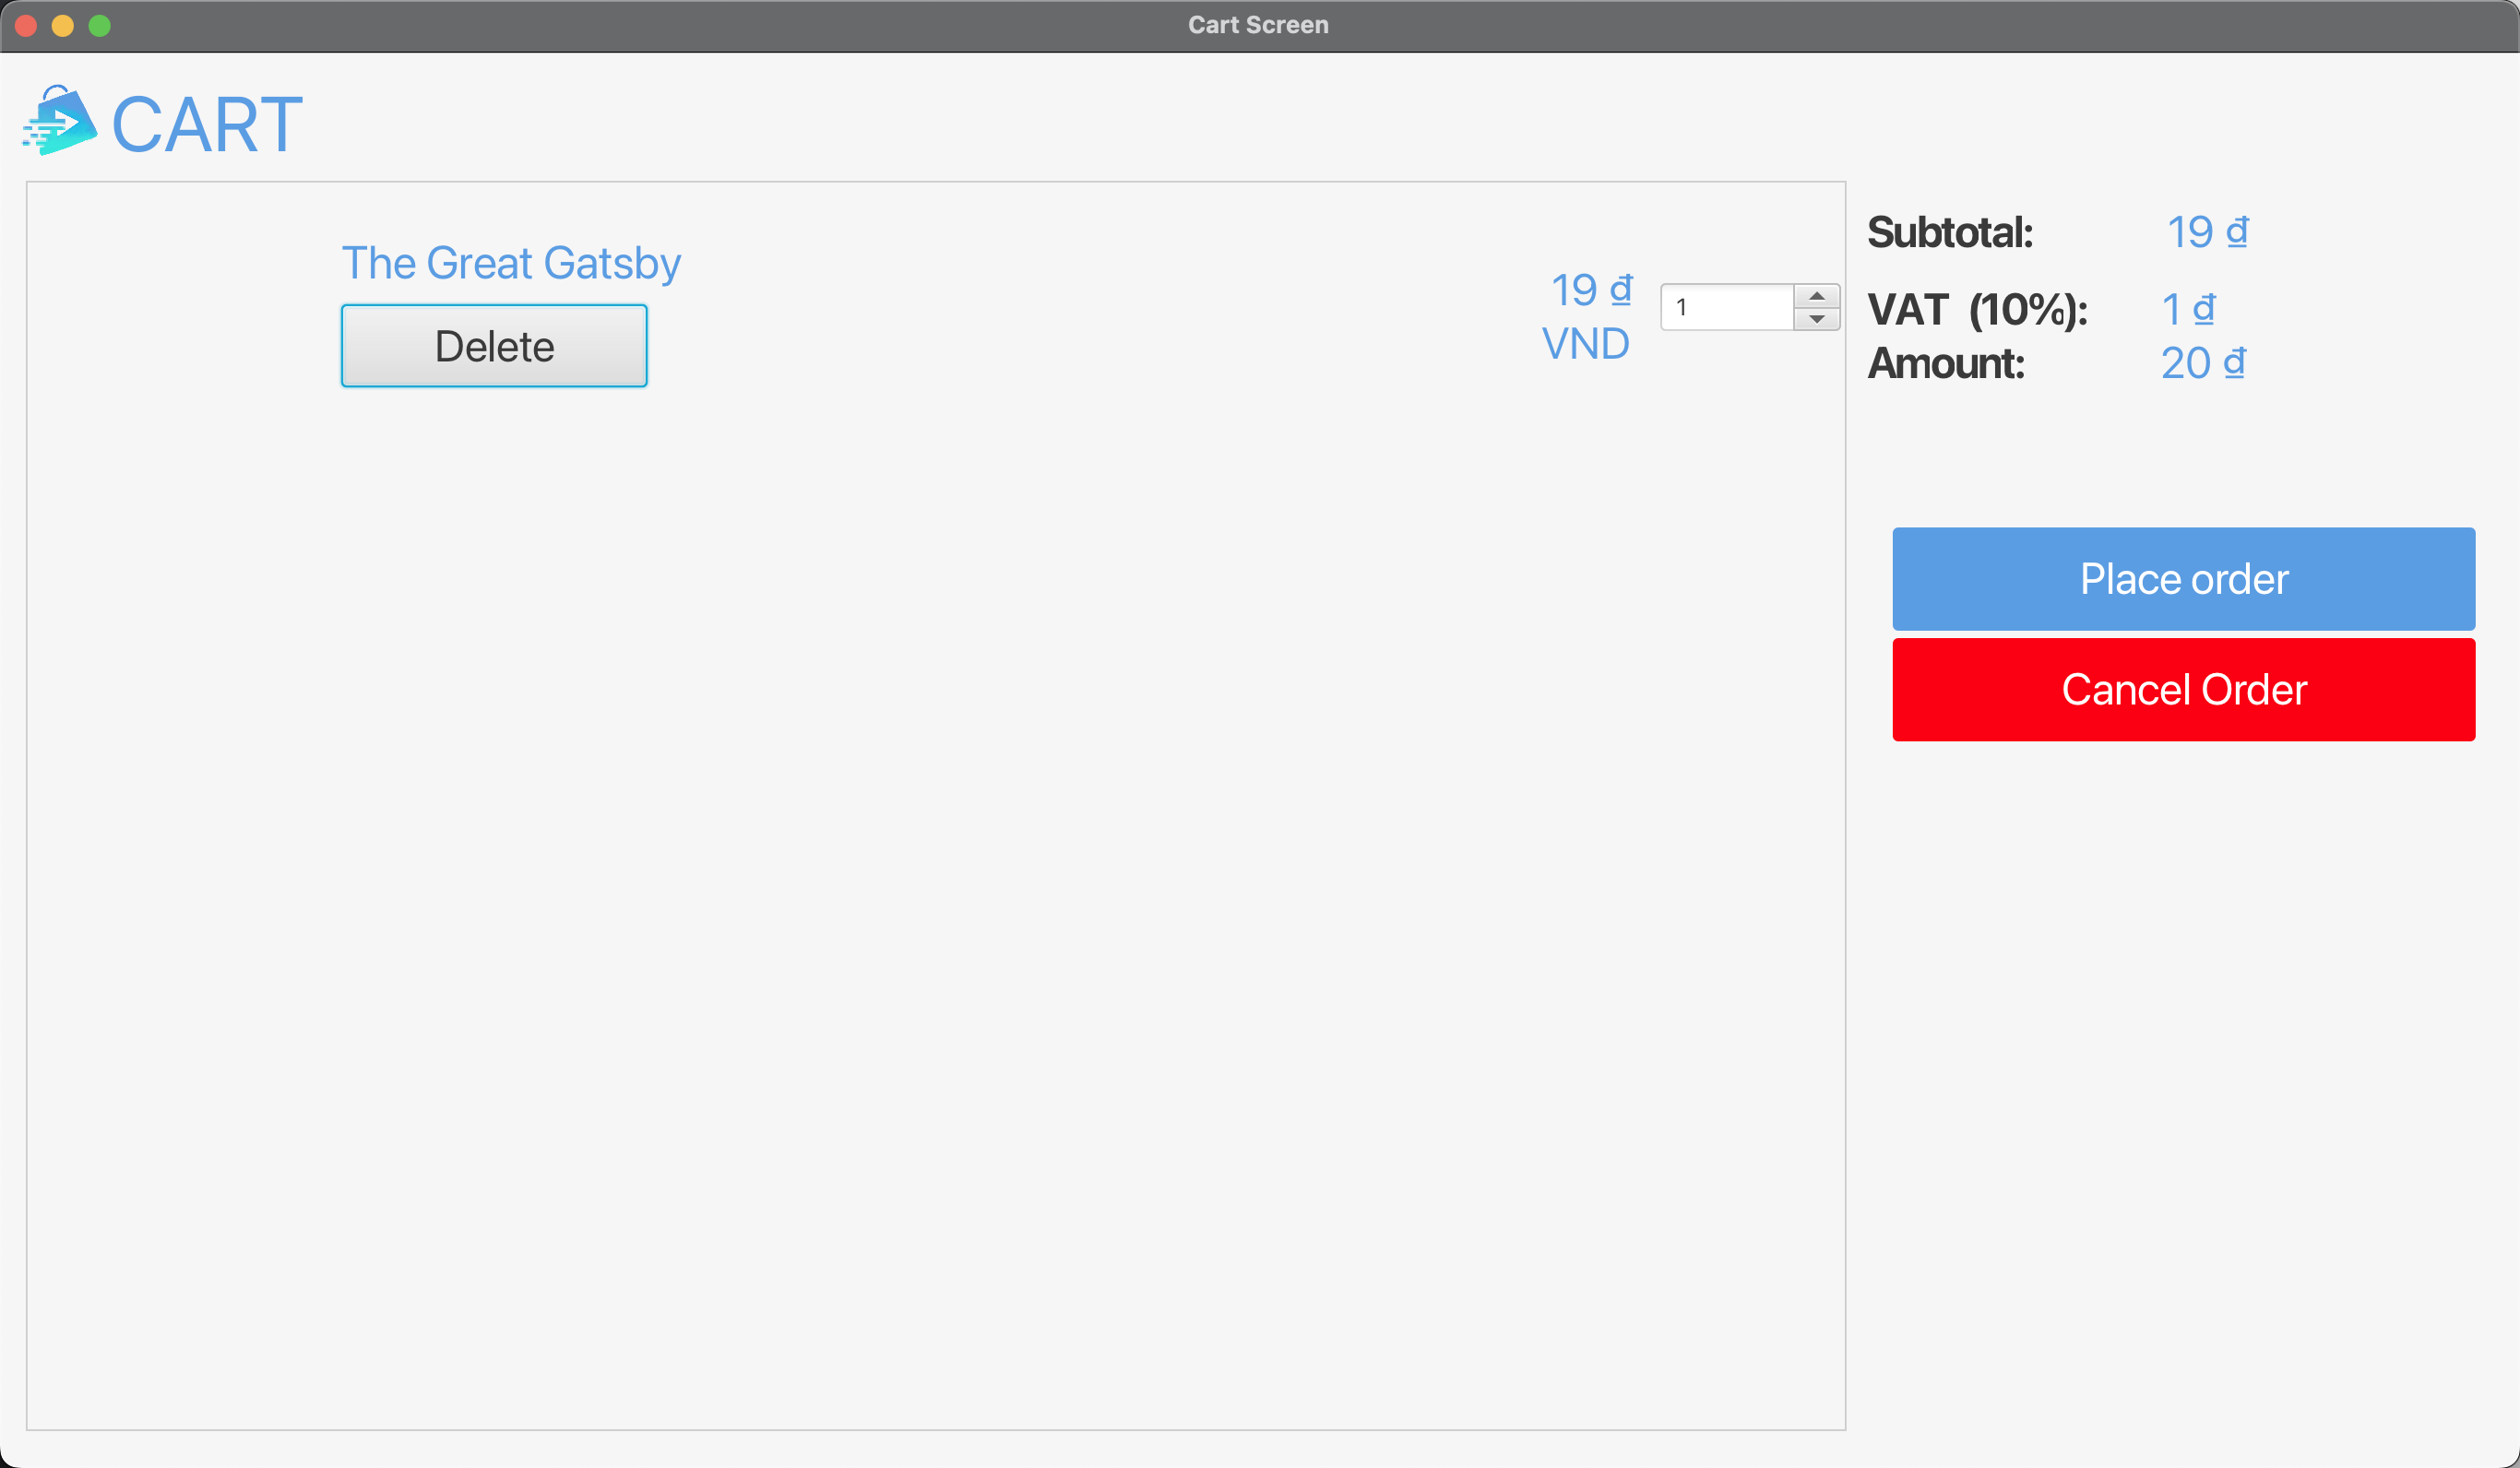 Cart Screen
CART
The Great Gatsby
Delete
19 ₫
VND
1
Subtotal: 19 ₫
VAT (10%): 1 ₫
Amount: 20 ₫
Place order
Cancel Order